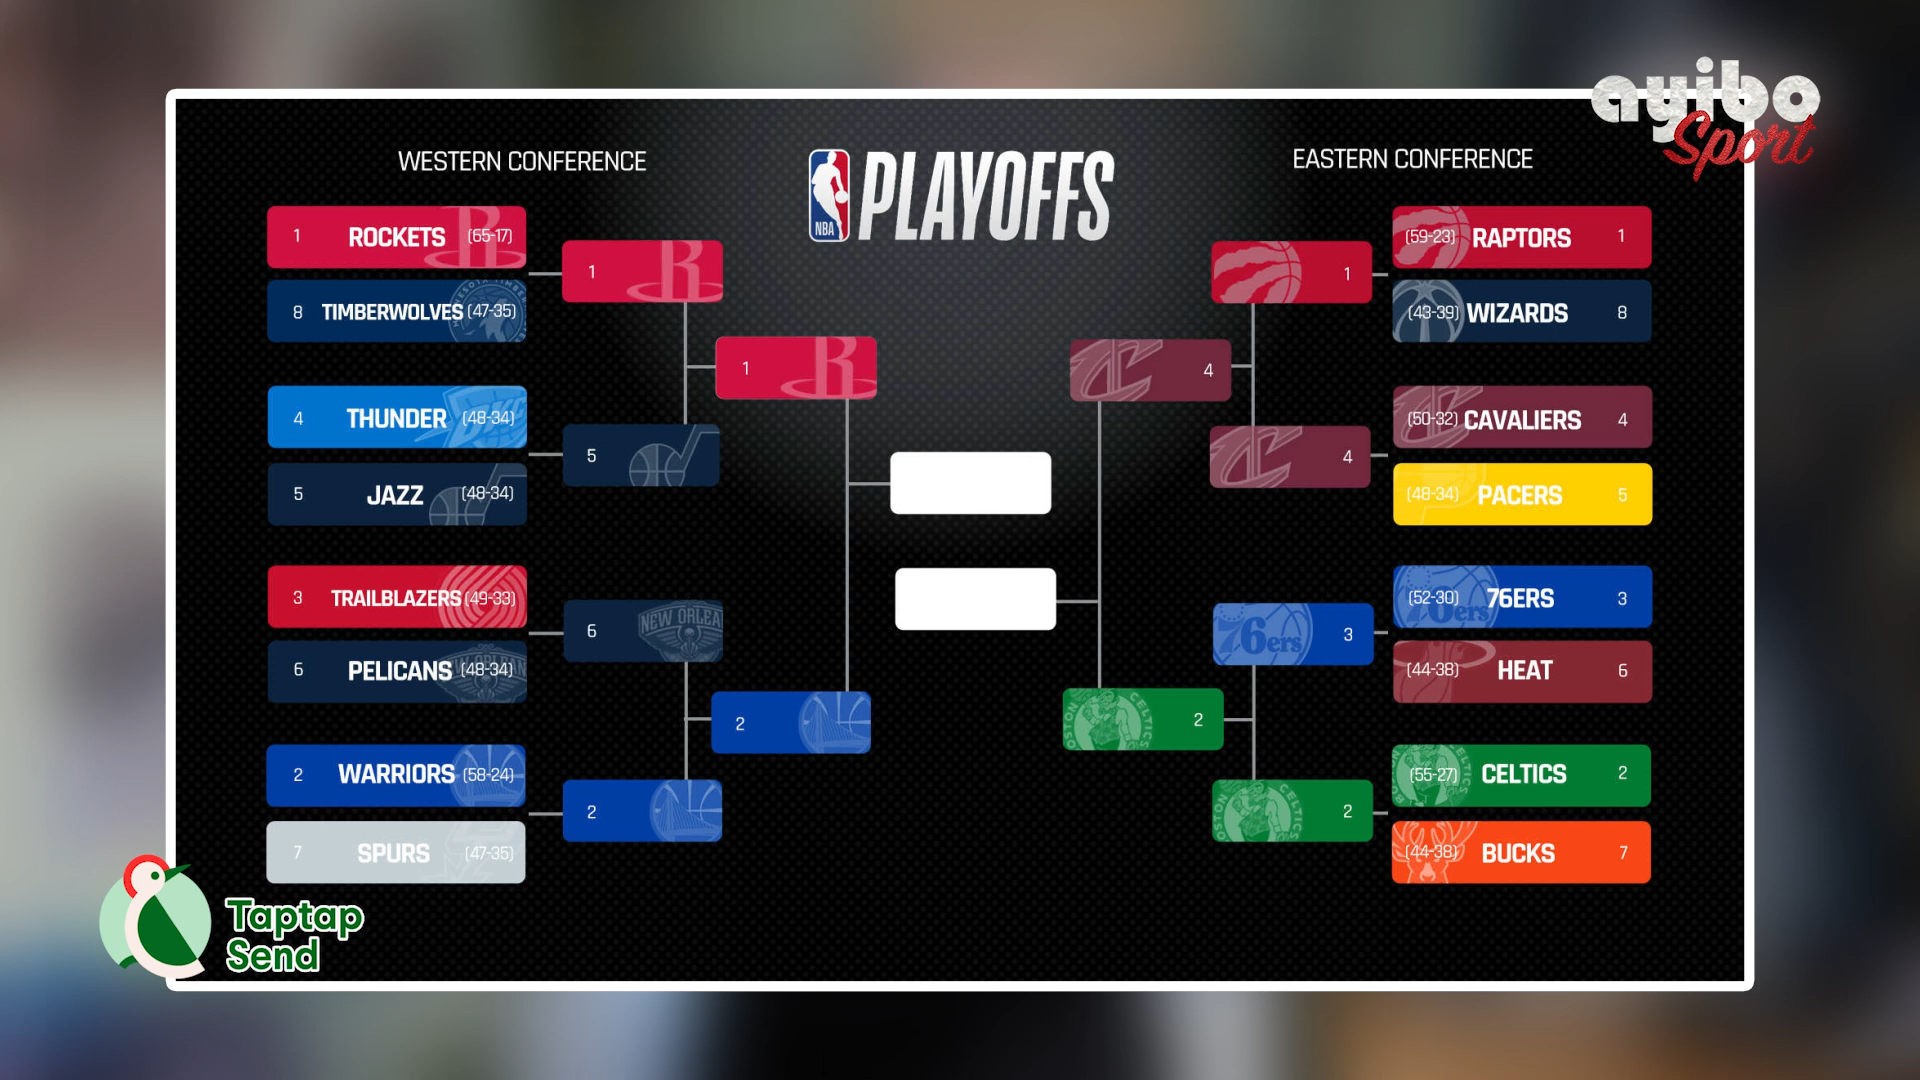 ayibo
Sport
WESTERN CONFERENCE
NBA
PLAYOFFS
EASTERN CONFERENCE
1 ROCKETS (65-17)
8 TIMBERWOLVES (47-35)
4 THUNDER (48-34)
5 JAZZ (48-34)
3 TRAILBLAZERS (49-33)
6 PELICANS (48-34)
2 WARRIORS (58-24)
7 SPURS (47-35)
1
5
6 NEW ORLEA
2
1
2
4
2
1
4
76ers 3
2
(59-23) RAPTORS 1
(43-39) WIZARDS 8
(50-32) CAVALIERS 4
(48-34) PACERS 5
(52-30) 76ERS 3
(44-38) HEAT 6
(55-27) CELTICS 2
(44-38) BUCKS 7
Taptap
Send